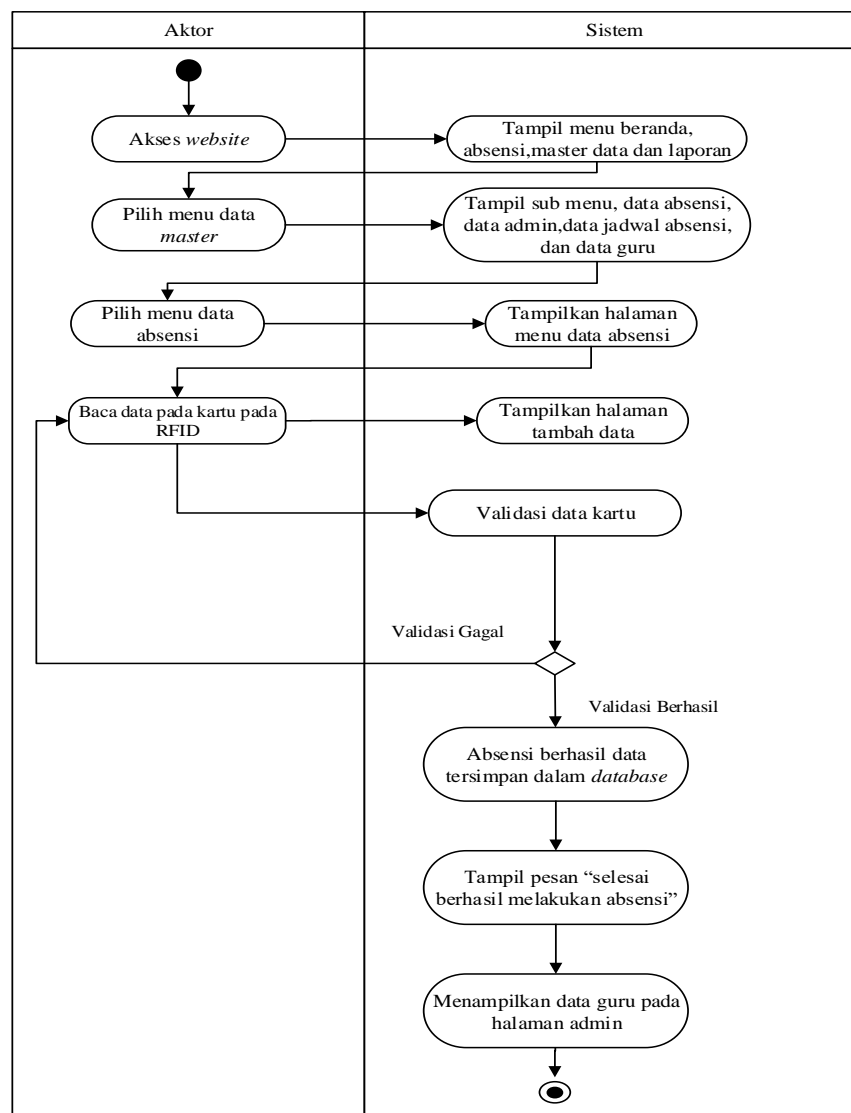 Aktor
Sistem
Akses website
Tampil menu beranda,
absensi,master data dan laporan
Pilih menu data
master
Tampil sub menu, data absensi,
data admin,data jadwal absensi,
dan data guru
Pilih menu data
absensi
Tampilkan halaman
menu data absensi
Baca data pada kartu pada
RFID
Tampilkan halaman
tambah data
Validasi data kartu
Validasi Gagal
Validasi Berhasil
Absensi berhasil data
tersimpan dalam database
Tampil pesan “selesai
berhasil melakukan absensi”
Menampilkan data guru pada
halaman admin